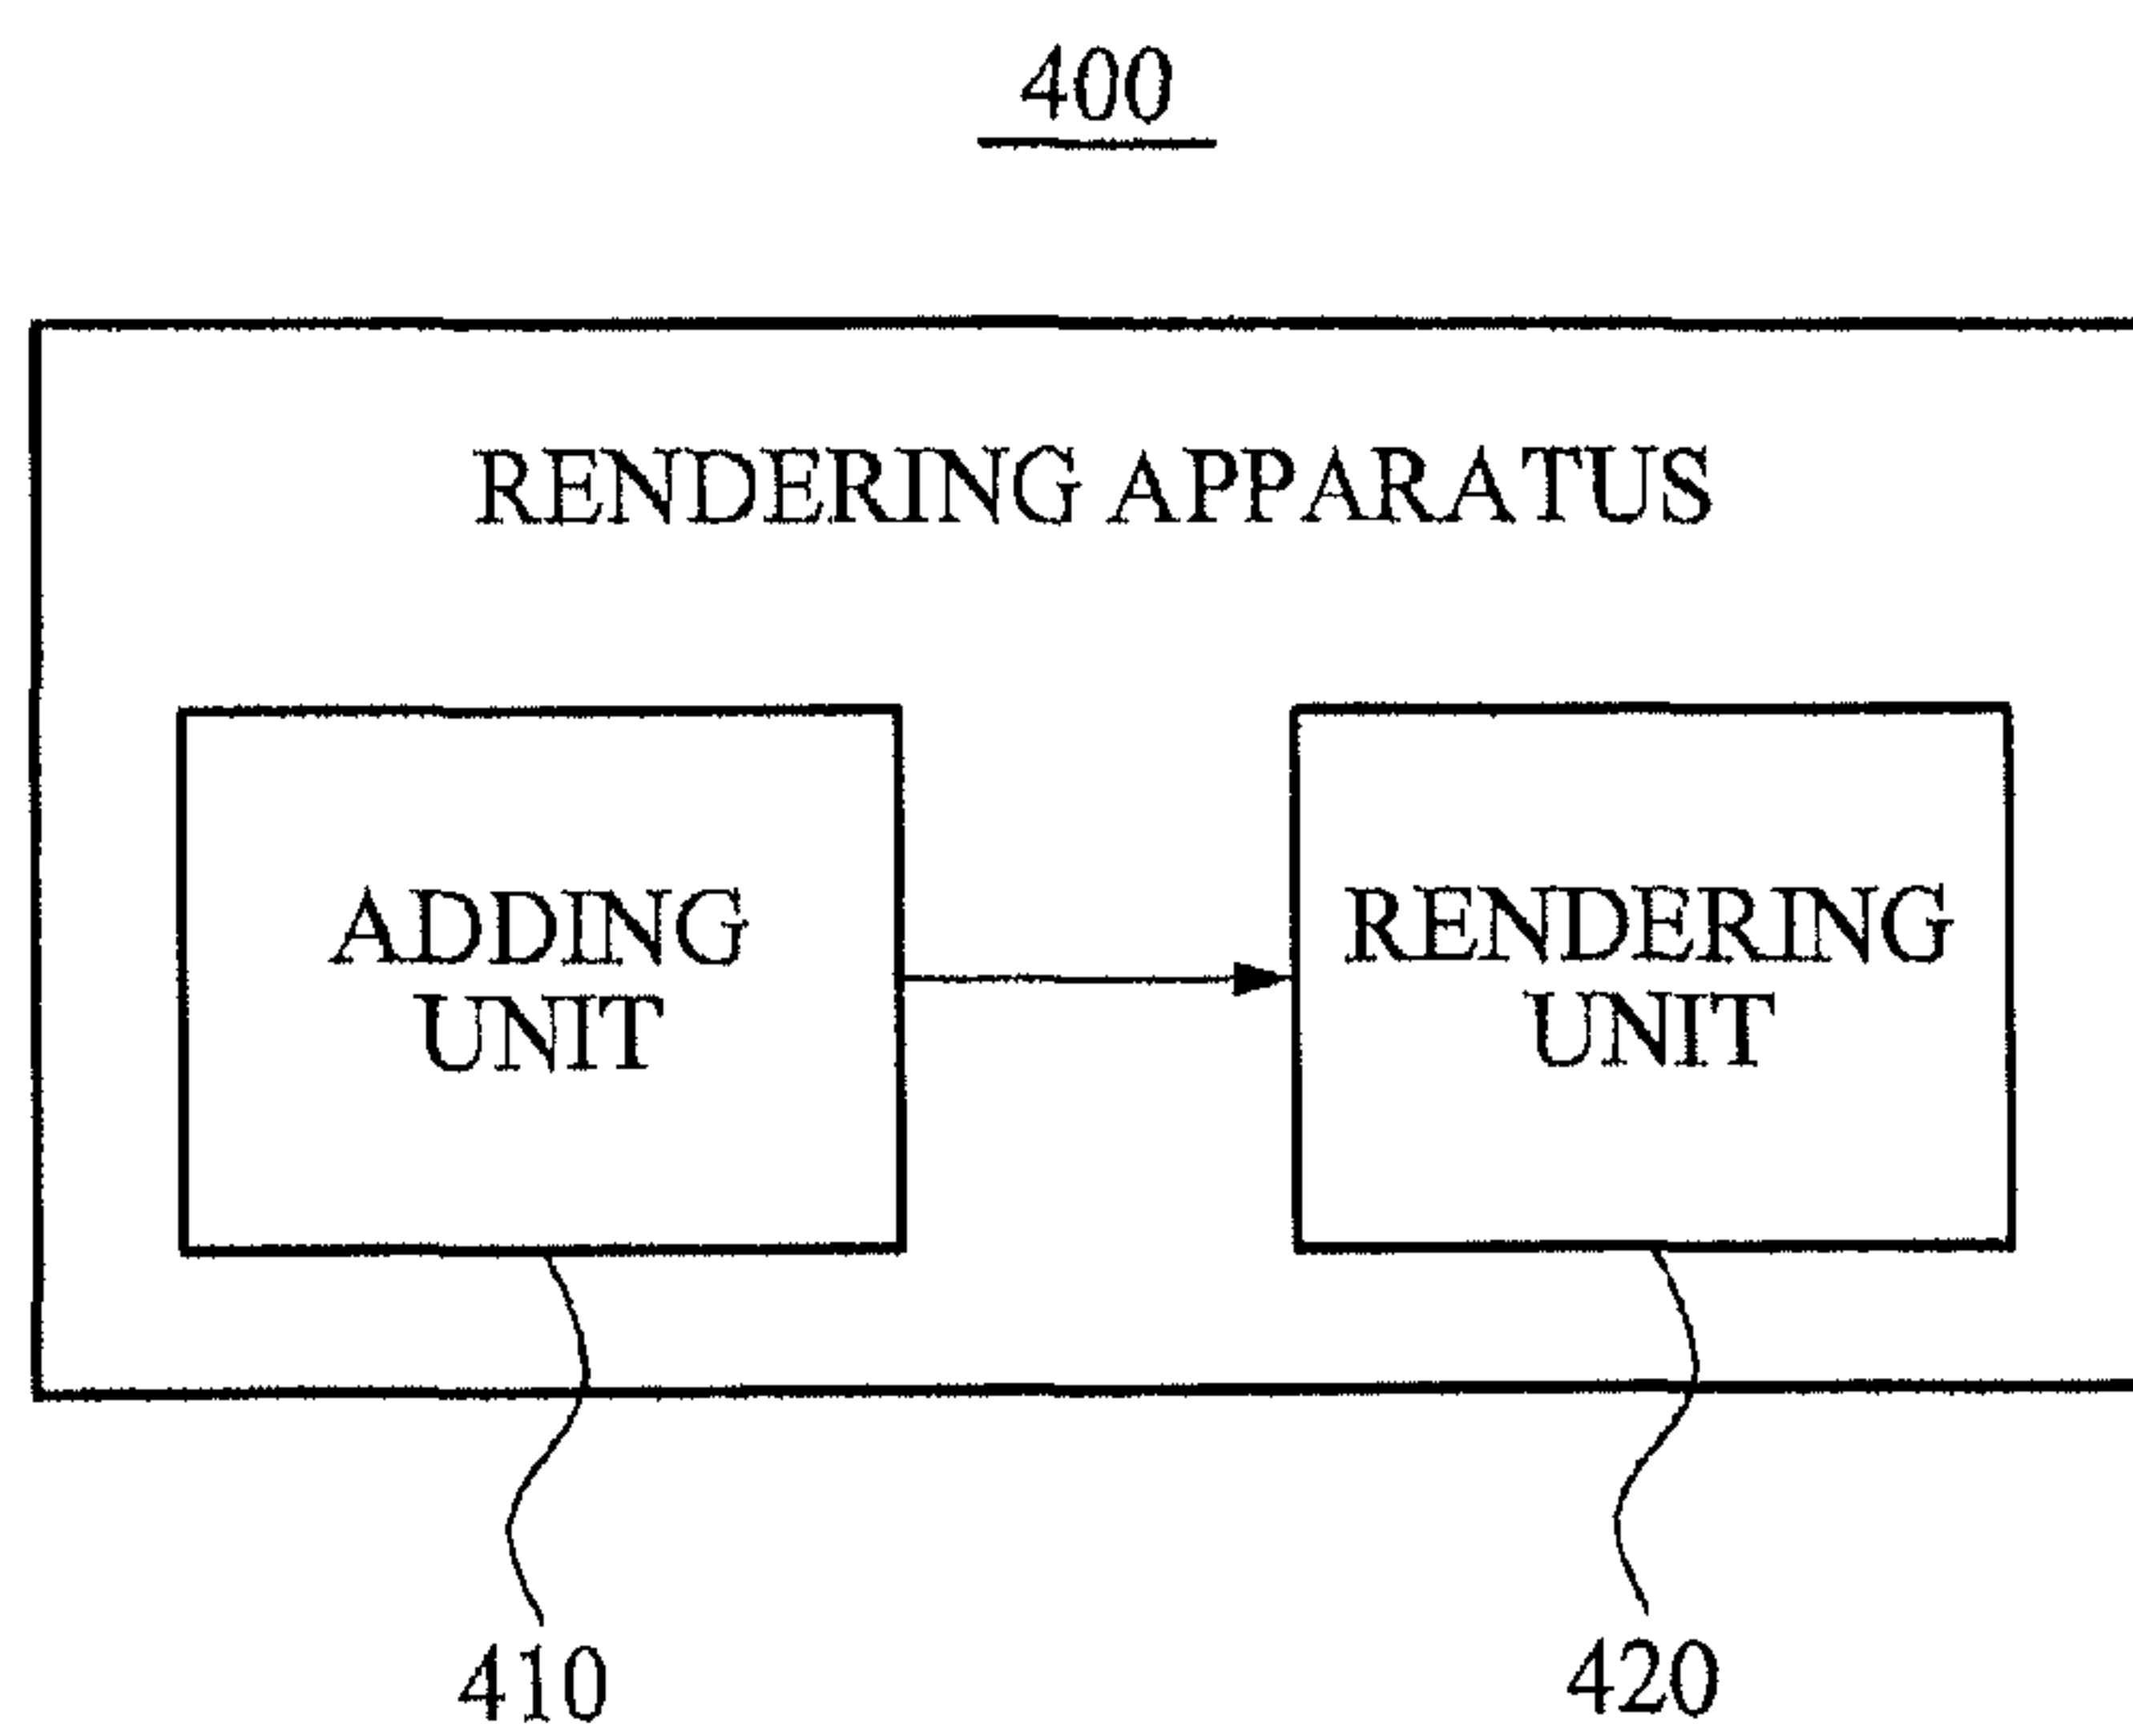 400
RENDERING APPARATUS
ADDING
UNIT
RENDERING
UNIT
410
420